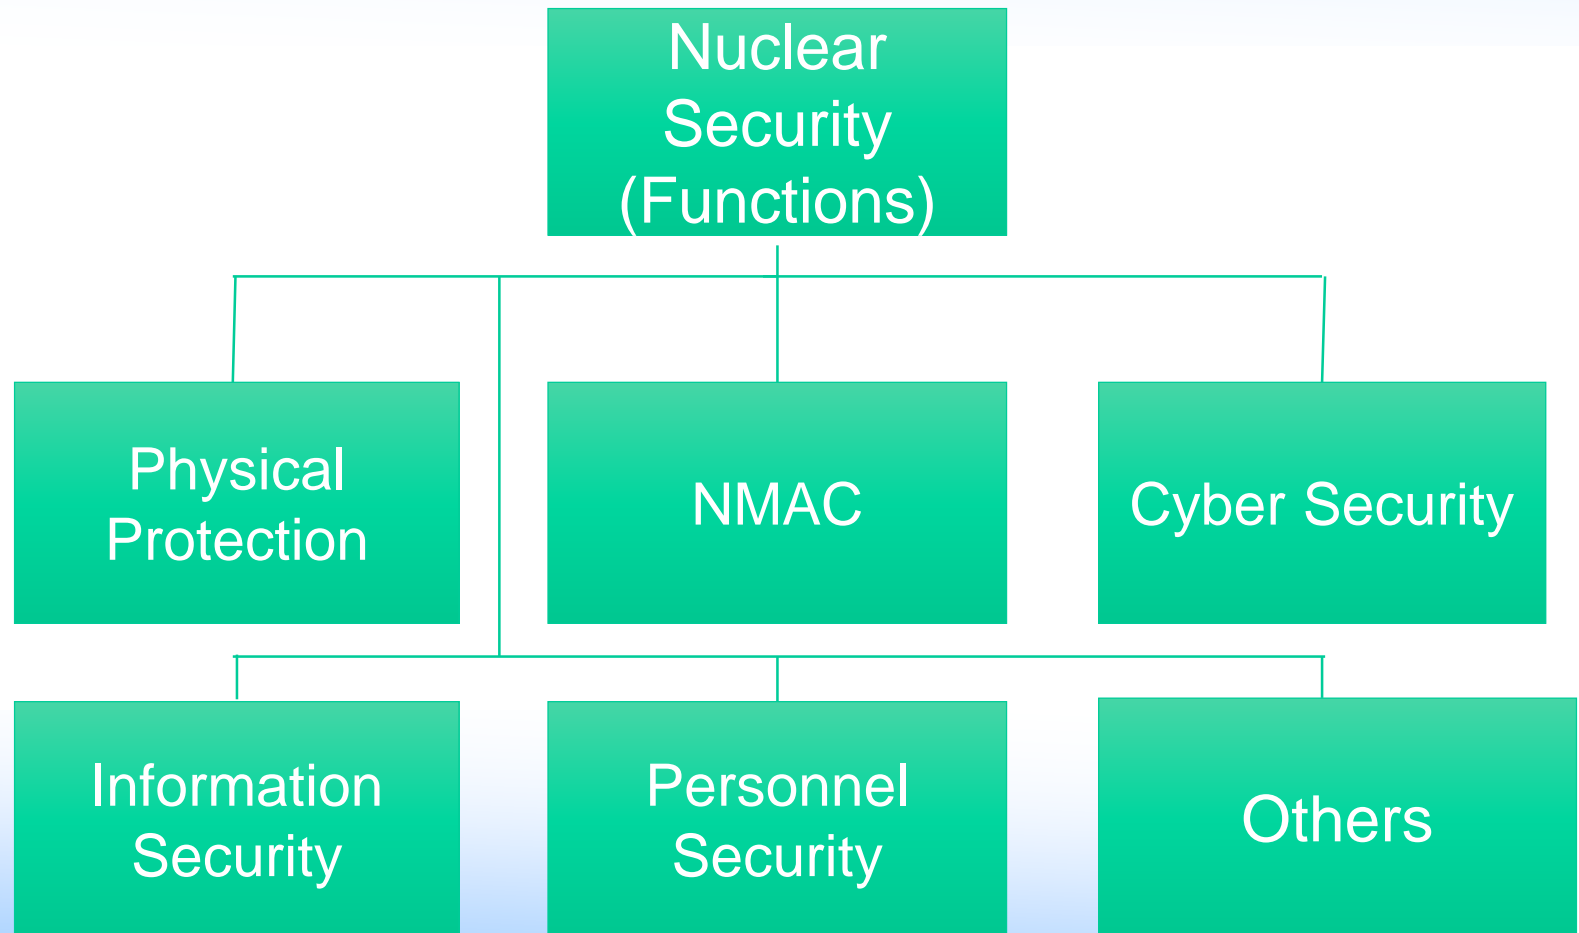 Nuclear
Security
(Functions)
Physical
Protection
NMAC
Cyber Security
Information
Security
Personnel
Security
Others